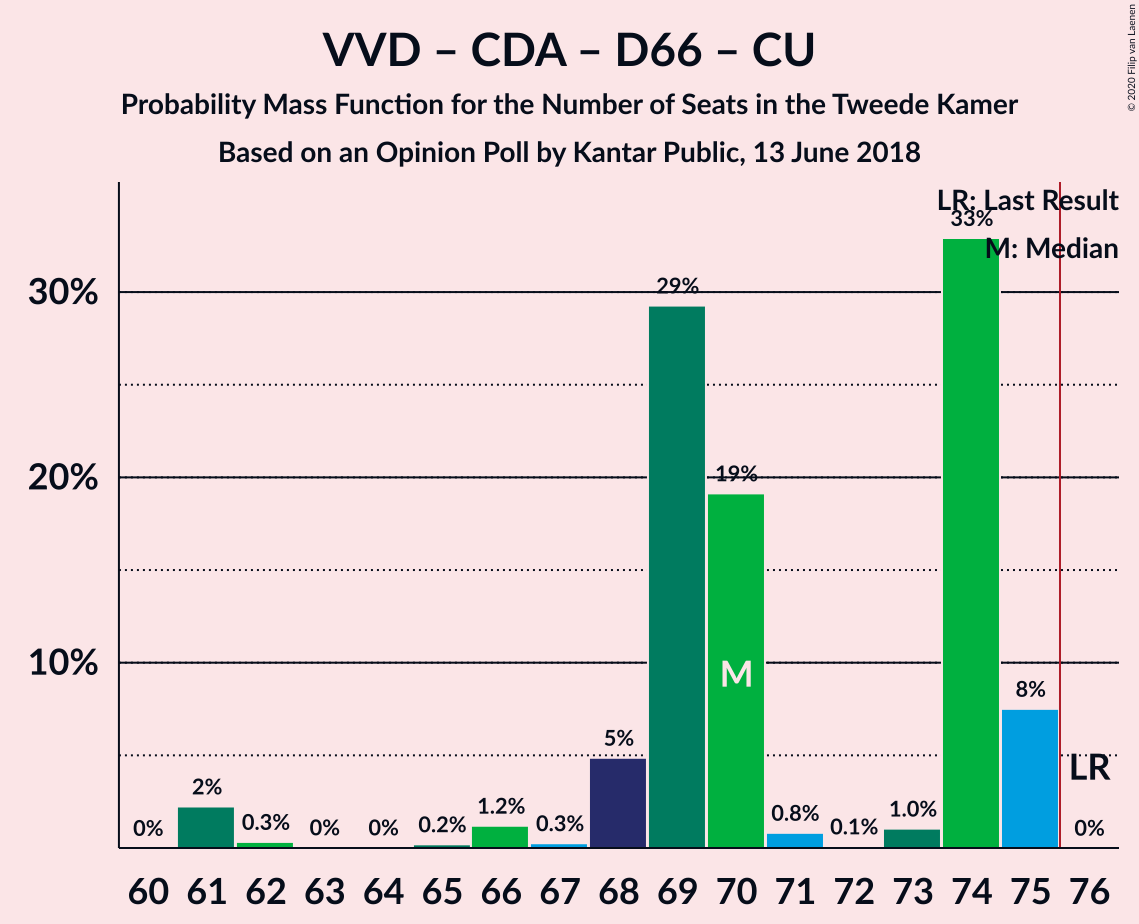 VVD – CDA – D66 – CU
Probability Mass Function for the Number of Seats in the Tweede Kamer
Based on an Opinion Poll by Kantar Public, 13 June 2018
© 2020 Filip van Laenen
LR: Last Result
M: Median
30%
20%
10%
0%
2%
0.3%
0%
0%
0.2%
1.2%
0.3%
5%
29%
19%
0.8%
0.1%
1.0%
33%
8%
0%
M
LR
60 61 62 63 64 65 66 67 68 69 70 71 72 73 74 75 76